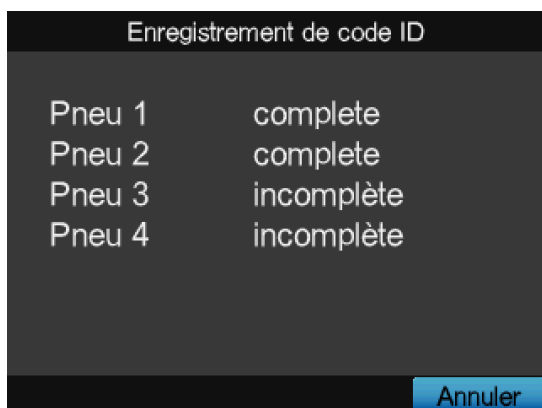 Enregistrement de code ID
Pneu 1 complete
Pneu 2 complete
Pneu 3 incomplète
Pneu 4 incomplète
Annuler